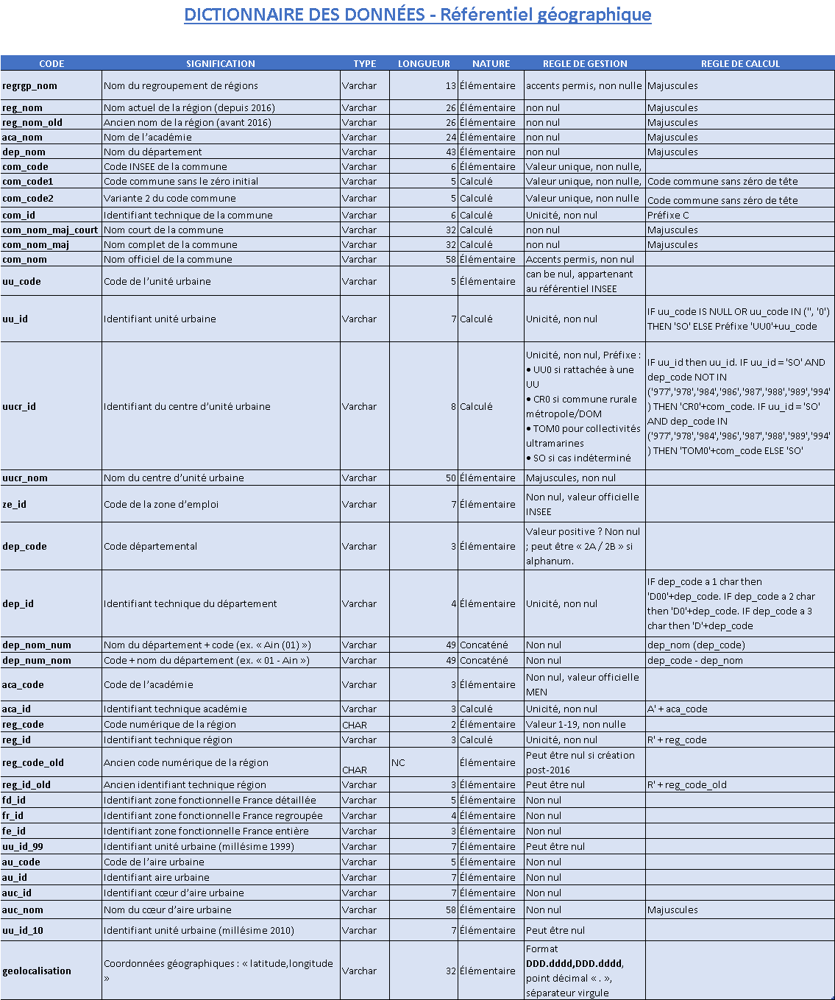 DICTIONNAIRE DES DONNÉES - Référentiel géographique
CODE SIGNIFICATION TYPE LONGUEUR NATURE REGLE DE GESTION REGLE DE CALCUL
regrgp_nom Nom du regroupement de régions Varchar 13 Élémentaire accents permis, non nulle Majuscules
reg_nom Nom actuel de la région (depuis 2016) Varchar 26 Élémentaire non nul Majuscules
reg_nom_old Ancien nom de la région (avant 2016) Varchar 26 Élémentaire non nul Majuscules
aca_nom Nom de l'académie Varchar 24 Élémentaire non nul Majuscules
dep_nom Nom du département Varchar 43 Élémentaire non nul Majuscules
com_code Code INSEE de la commune Varchar 6 Élémentaire Valeur unique, non nulle,
com_code1 Code commune sans le zéro initial Varchar 5 Calculé Valeur unique, non nulle, Code commune sans zéro de tête
com_code2 Variante 2 du code commune Varchar 5 Calculé Valeur unique, non nulle Code commune sans zéro de tête
com_id Identifiant technique de la commune Varchar 6 Calculé Unicité, non nul Préfixe C
com_nom_maj_court Nom court de la commune Varchar 32 Calculé non nul Majuscules
com_nom_maj Nom complet de la commune Varchar 32 Calculé non nul Majuscules
com_nom Nom officiel de la commune Varchar 58 Élémentaire Accents permis, non nul
uu_code Code de l'unité urbaine Varchar 5 Élémentaire can be nul, appartenant
au référentiel INSEE
uu_id Identifiant unité urbaine Varchar 7 Calculé Unicité, non nul IF uu_code IS NULL OR uu_code IN ('', '0')
THEN 'SO' ELSE Préfixe 'UU0'+uu_code
uucr_id Identifiant du centre d'unité urbaine Varchar 8 Calculé Unicité, non nul, Préfixe :
• UU0 si rattachée à une
UU
• CR0 si commune rurale
métropole/DOM
• TOM0 pour collectivités
ultramarines
• SO si cas indéterminé
IF uu_id then uu_id. IF uu_id = 'SO' AND
dep_code NOT IN
('977','978','984','986','987','988','989','994'
) THEN 'CR0'+com_code. IF uu_id = 'SO'
AND dep_code IN
('977','978','984','986','987','988','989','994'
) THEN 'TOM0'+com_code ELSE 'SO'
uucr_nom Nom du centre d'unité urbaine Varchar 50 Élémentaire Majuscules, non nul
ze_id Code de la zone d'emploi Varchar 7 Élémentaire Non nul, valeur officielle
INSEE
dep_code Code départemental Varchar 3 Élémentaire Valeur positive ? Non nul
; peut être « 2A / 2B » si
alphanum.
dep_id Identifiant technique du département Varchar 4 Élémentaire Unicité, non nul IF dep_code a 1 char then
'D00'+dep_code. IF dep_code a 2 char
then 'D0'+dep_code. IF dep_code a 3
char then 'D'+dep_code
dep_nom_num Nom du département + code (ex. « Ain (01) ») Varchar 49 Concaténé Non nul dep_nom (dep_code)
dep_num_nom Code + nom du département (ex. « 01 - Ain ») Varchar 49 Concaténé Non nul dep_code - dep_nom
aca_code Code de l'académie Varchar 3 Élémentaire Non nul, valeur officielle
MEN
aca_id Identifiant technique académie Varchar 3 Calculé Unicité, non nul A' + aca_code
reg_code Code numérique de la région CHAR 2 Élémentaire Valeur 1-19, non nulle
reg_id Identifiant technique région Varchar 3 Calculé Unicité, non nul R' + reg_code
reg_code_old Ancien code numérique de la région CHAR NC Élémentaire Peut être nul si création
post-2016
reg_id_old Ancien identifiant technique région Varchar 3 Élémentaire Peut être nul R' + reg_code_old
fd_id Identifiant zone fonctionnelle France détaillée Varchar 5 Élémentaire Non nul
fr_id Identifiant zone fonctionnelle France regroupée Varchar 4 Élémentaire Non nul
fe_id Identifiant zone fonctionnelle France entière Varchar 3 Élémentaire Non nul
uu_id_99 Identifiant unité urbaine (millésime 1999) Varchar 7 Élémentaire Peut être nul
au_code Code de l'aire urbaine Varchar 5 Élémentaire Non nul
au_id Identifiant aire urbaine Varchar 7 Élémentaire Non nul
auc_id Identifiant cœur d'aire urbaine Varchar 7 Élémentaire Non nul
auc_nom Nom du cœur d'aire urbaine Varchar 58 Élémentaire Non nul Majuscules
uu_id_10 Identifiant unité urbaine (millésime 2010) Varchar 7 Élémentaire Peut être nul
geolocalisation Coordonnées géographiques : « latitude,longitude
» Varchar 32 Élémentaire Format
DDD.dddd,DDD.dddd,
point décimal « . »,
séparateur virgule